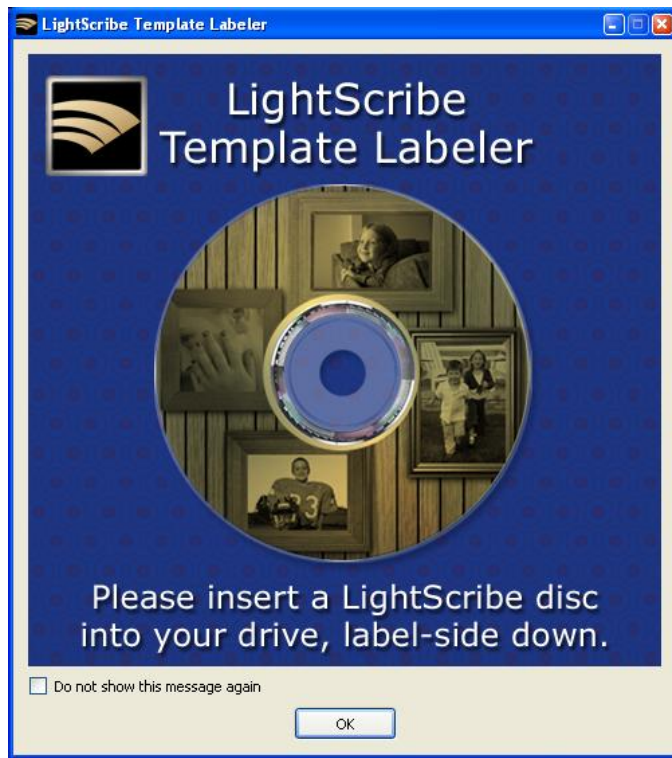 LightScribe Template Labeler
LightScribe
Template Labeler
33
Please insert a LightScribe disc
into your drive, label-side down.
Do not show this message again
OK